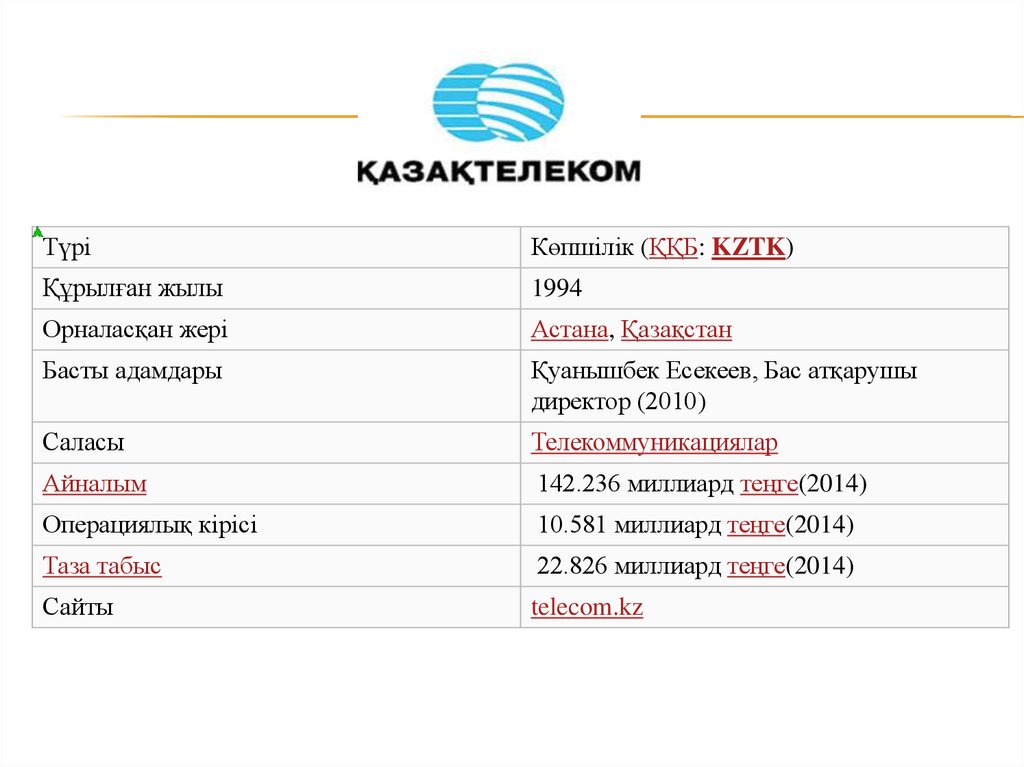 ҚАЗАҚТЕЛЕКОМ
Түрі Көпшілік (ҚҚБ: KZTK)
Құрылған жылы 1994
Орналасқан жері Астана, Қазақстан
Басты адамдары Қуанышбек Есекеев, Бас атқарушы
директор (2010)
Саласы Телекоммуникациялар
Айналым 142.236 миллиард теңге(2014)
Операциялық кірісі 10.581 миллиард теңге(2014)
Таза табыс 22.826 миллиард теңге(2014)
Сайты telecom.kz